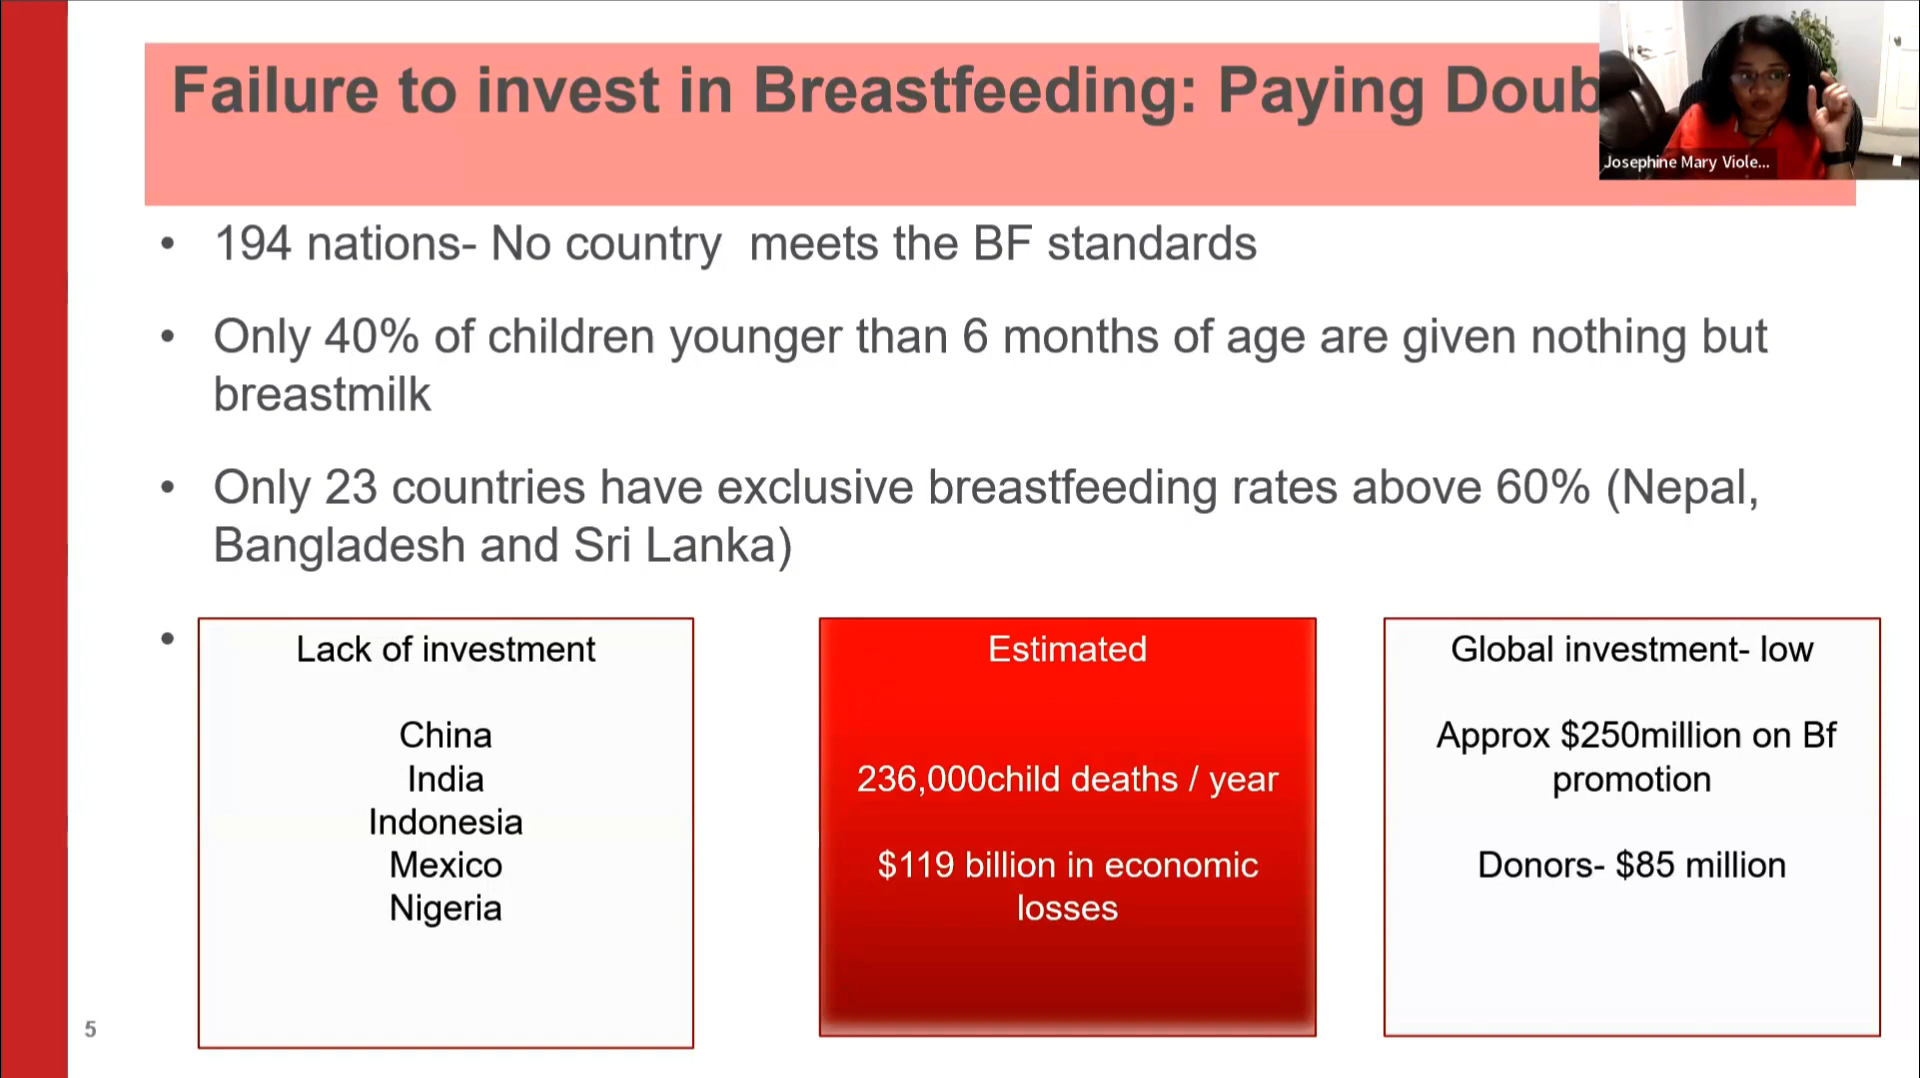 Failure to invest in Breastfeeding: Paying Doub
Josephine Mary Viole...
• 194 nations- No country meets the BF standards
• Only 40% of children younger than 6 months of age are given nothing but
breastmilk
• Only 23 countries have exclusive breastfeeding rates above 60% (Nepal,
Bangladesh and Sri Lanka)
•
Lack of investment
China
India
Indonesia
Mexico
Nigeria
Estimated
236,000child deaths / year
$119 billion in economic
losses
Global investment- low
Approx $250million on Bf
promotion
Donors- $85 million
5